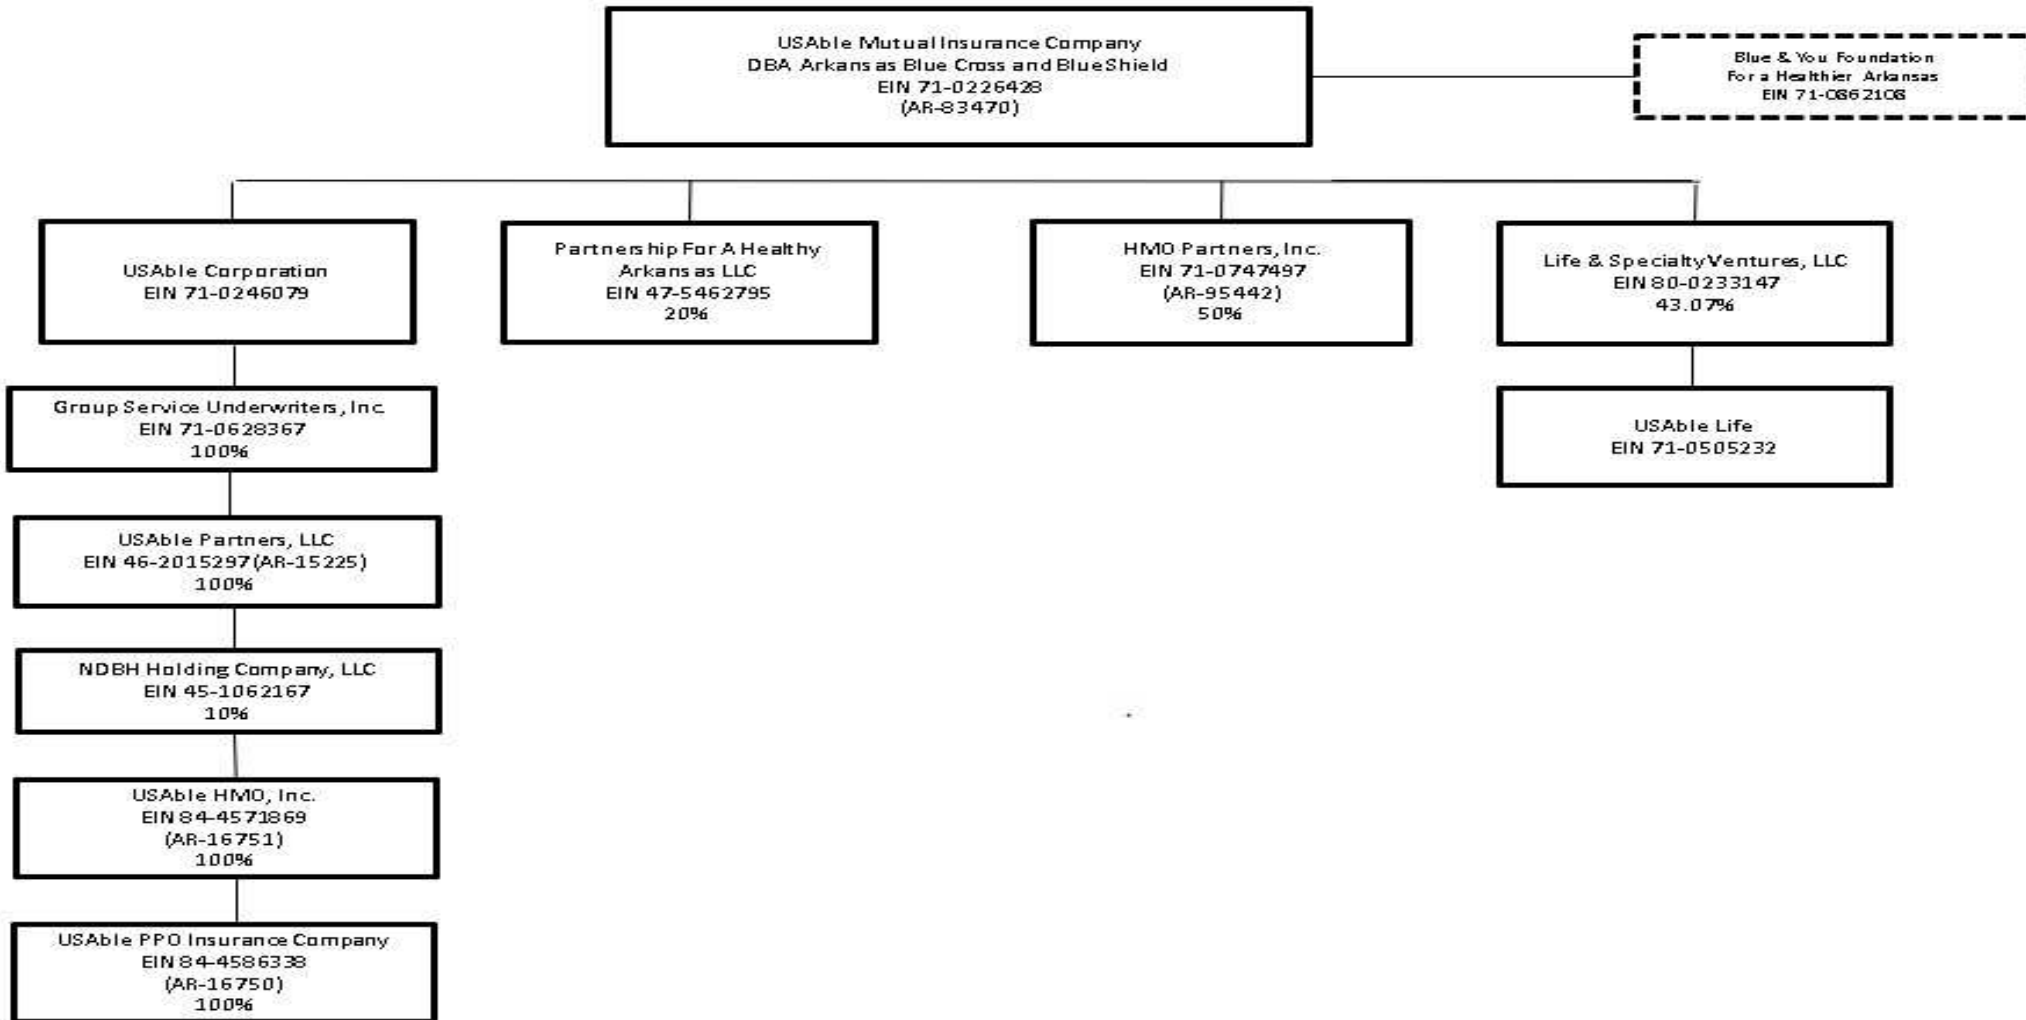 USAble Mutual Insurance Company
DBA Arkansas Blue Cross and Blue Shield
EIN 71-0226428
(AR-83470)
Blue & You Foundation
For a Healthier Arkansas
EIN 71-0862108
USAble Corporation
EIN 71-0246079
Partnership For A Healthy
Arkansas LLC
EIN 47-5462795
20%
HMO Partners, Inc.
EIN 71-0747497
(AR-95442)
50%
Life & Specialty Ventures, LLC
EIN 80-0233147
43.07%
Group Service Underwriters, Inc.
EIN 71-0628367
100%
USAble Life
EIN 71-0505232
USAble Partners, LLC
EIN 46-2015297(AR-15225)
100%
NDBH Holding Company, LLC
EIN 45-1062167
10%
USAble HMO, Inc.
EIN 84-4571869
(AR-16751)
100%
USAble PPO Insurance Company
EIN 84-4586338
(AR-16750)
100%